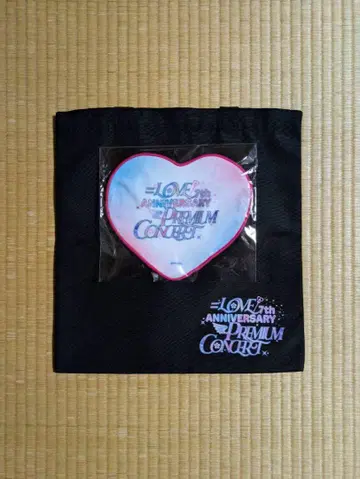 =LOVE 7th
ANNIVERSARY
PREMIUM
CONCERT
=LOVE 7th
ANNIVERSARY
PREMIUM
CONCERT